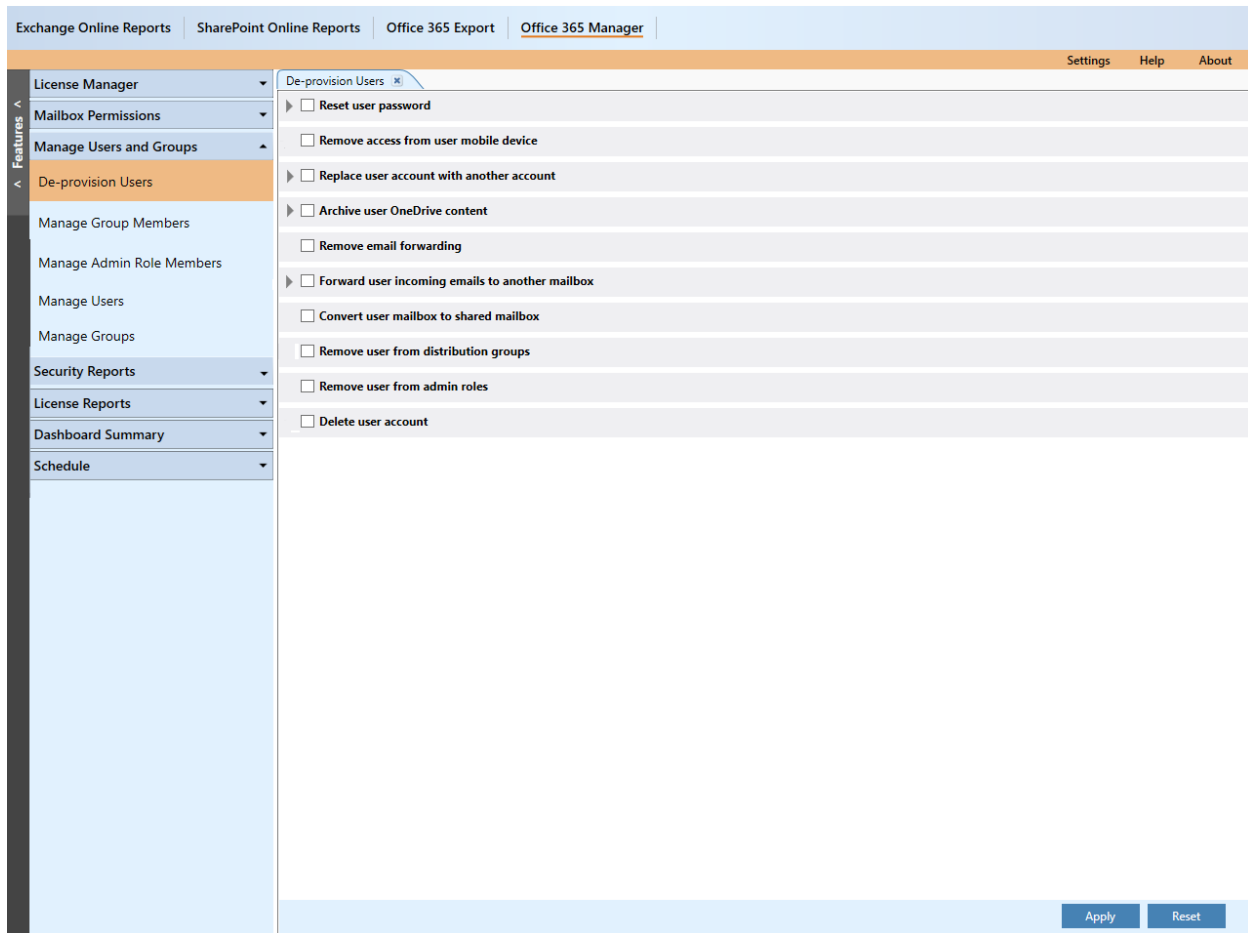 Exchange Online Reports SharePoint Online Reports Office 365 Export Office 365 Manager
Settings Help About
< Features <
License Manager
Mailbox Permissions
Manage Users and Groups
De-provision Users
Manage Group Members
Manage Admin Role Members
Manage Users
Manage Groups
Security Reports
License Reports
Dashboard Summary
Schedule
De-provision Users
Reset user password
Remove access from user mobile device
Replace user account with another account
Archive user OneDrive content
Remove email forwarding
Forward user incoming emails to another mailbox
Convert user mailbox to shared mailbox
Remove user from distribution groups
Remove user from admin roles
Delete user account
Apply Reset